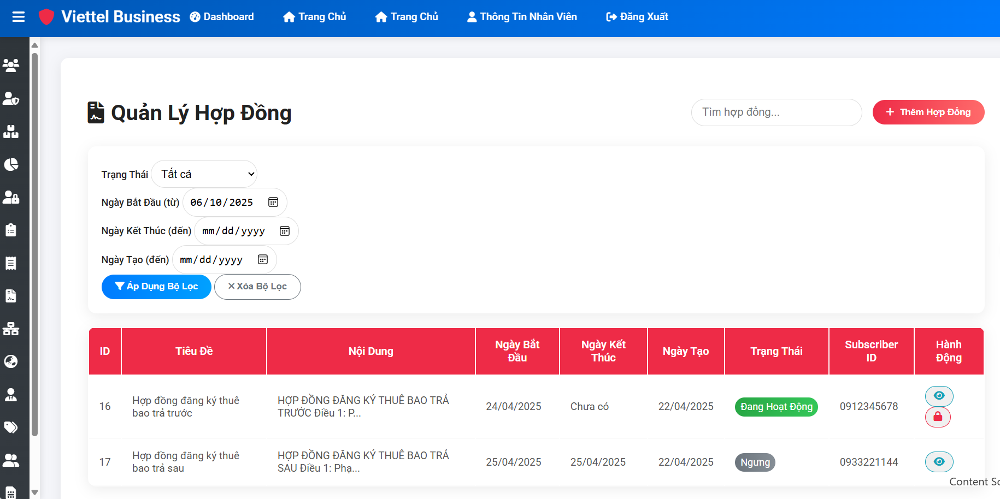 Viettel Business
Dashboard
Trang Chủ
Trang Chủ
Thông Tin Nhân Viên
Đăng Xuất
Quản Lý Hợp Đồng
Tìm hợp đồng...
Thêm Hợp Đồng
Trạng Thái Tất cả
Ngày Bắt Đầu (từ) 06/10/2025
Ngày Kết Thúc (đến) mm/dd/yyyy
Ngày Tạo (đến) mm/dd/yyyy
Áp Dụng Bộ Lọc
Xóa Bộ Lọc
ID
Tiêu Đề
Nội Dung
Ngày Bắt
Đầu
Ngày Kết
Thúc
Ngày Tạo
Trạng Thái
Subscriber
ID
Hành
Động
16
Hợp đồng đăng ký thuê
bao trả trước
HỢP ĐỒNG ĐĂNG KÝ THUÊ BAO TRẢ
TRƯỚC Điều 1: P...
24/04/2025
Chưa có
22/04/2025
Đang Hoạt Động
0912345678
17
Hợp đồng đăng ký thuê
bao trả sau
HỢP ĐỒNG ĐĂNG KÝ THUÊ BAO TRẢ
SAU Điều 1: Phạ...
25/04/2025
25/04/2025
22/04/2025
Ngưng
0933221144
Content